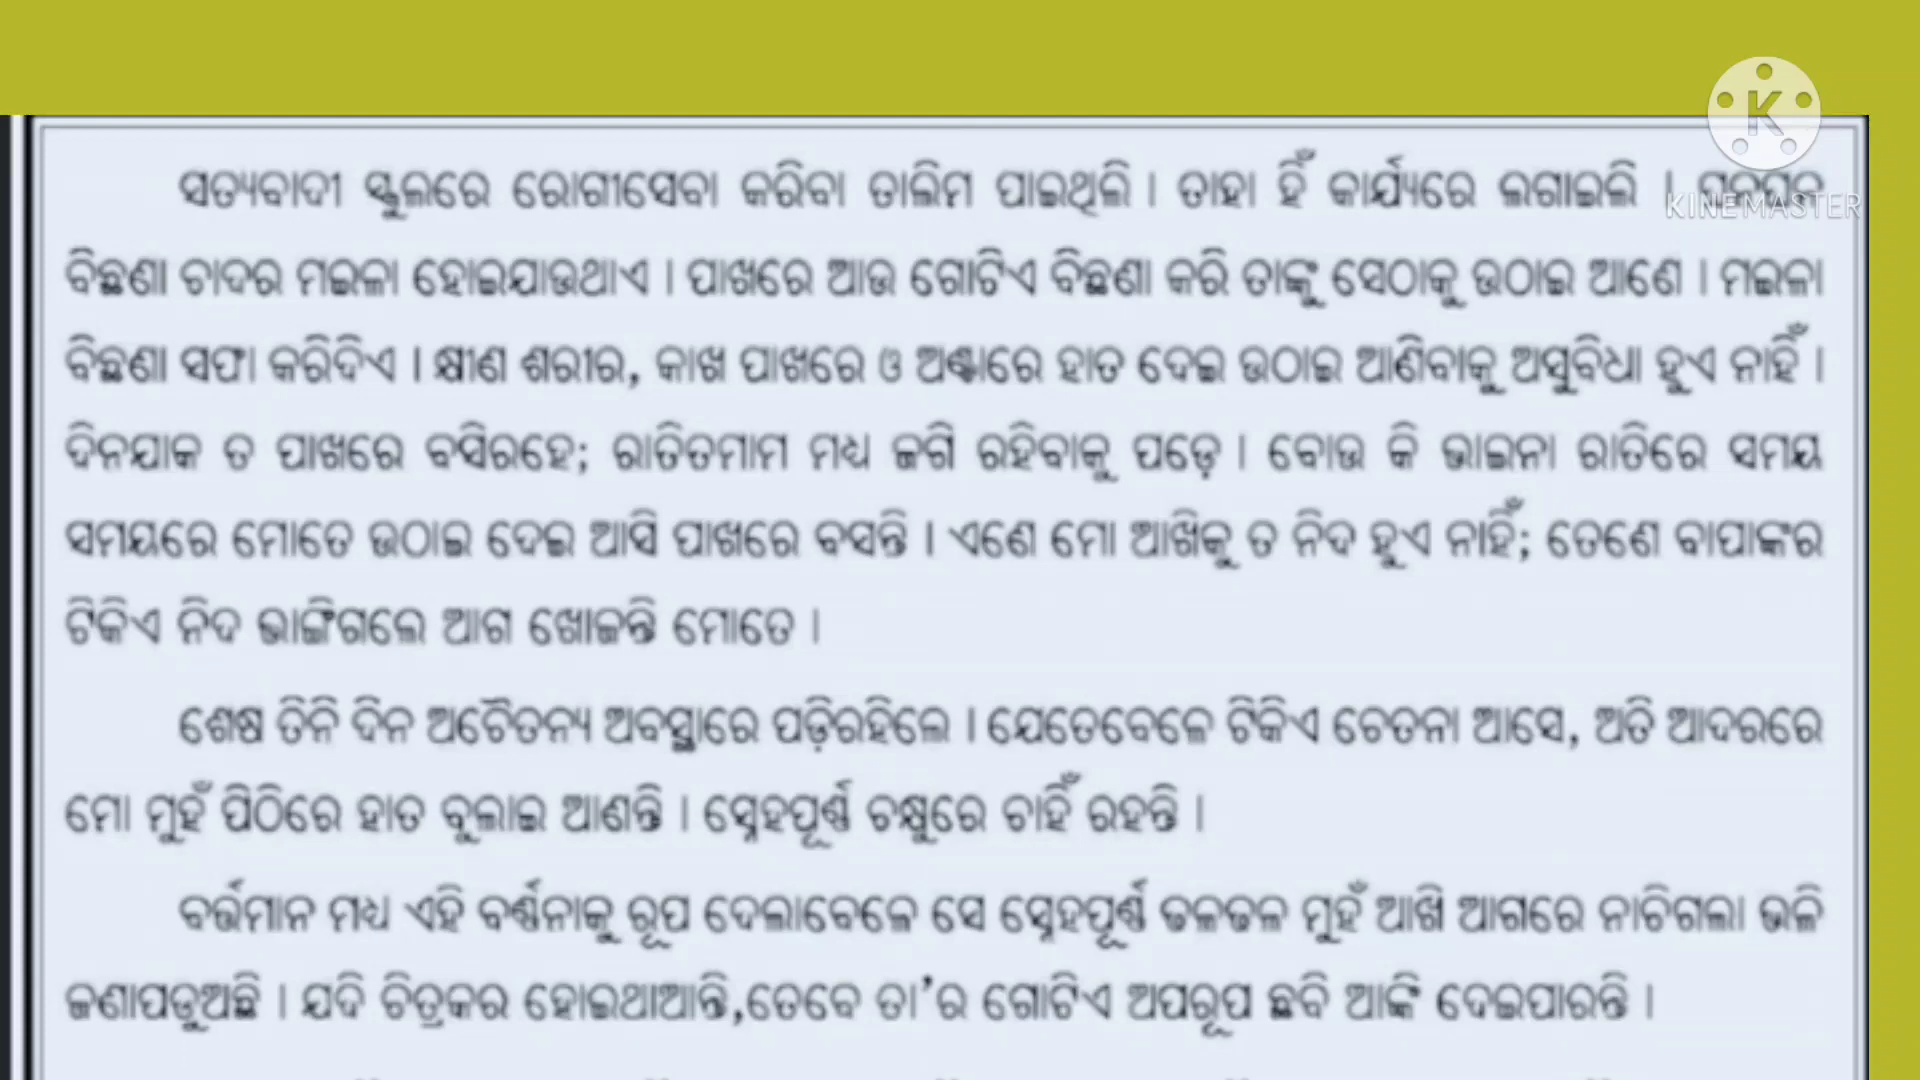 ସତ୍ୟବାଦୀ ସ୍କୁଲରେ ରୋଗୀସେବା କରିବା ତାଲିମ ପାଇଥିଲି । ତାହା ହିଁ କାର୍ଯ୍ୟରେ ଲଗାଇଲି ।
ବିଛଣା ଚାଦର ମଇଳା ହୋଇଯାଉଥାଏ । ପାଖରେ ଆଉ ଗୋଟିଏ ବିଛଣା କରି ତାଙ୍କୁ ସେଠାକୁ ଉଠାଇ ଆଣେ । ମଇଳା
ବିଛଣା ସଫା କରିଦିଏ । କ୍ଷୀଣ ଶରୀର, କାଖ ପାଖରେ ଓ ଅଣ୍ଟାରେ ହାତ ଦେଇ ଉଠାଇ ଆଣିବାକୁ ଅସୁବିଧା ହୁଏ ନାହିଁ ।
ଦିନଯାକ ତ ପାଖରେ ବସିରହେ; ରାତିତମାମ ମଧ୍ୟ ଜଗି ରହିବାକୁ ପଡ଼େ । ବୋଉ କି ଭାଇନା ରାତିରେ ସମୟ
ସମୟରେ ମୋତେ ଉଠାଇ ଦେଇ ଆସି ପାଖରେ ବସନ୍ତି । ଏଣେ ମୋ ଆଖିକୁ ତ ନିଦ ହୁଏ ନାହିଁ; ତେଣେ ବାପାଙ୍କର
ଟିକିଏ ନିଦ ଭାଙ୍ଗିଗଲେ ଆଗ ଖୋଜନ୍ତି ମୋତେ ।
ଶେଷ ତିନି ଦିନ ଅଚୈତନ୍ୟ ଅବସ୍ଥାରେ ପଡ଼ିରହିଲେ । ଯେତେବେଳେ ଟିକିଏ ଚେତନା ଆସେ, ଅତି ଆଦରରେ
ମୋ ମୁହଁ ପିଠିରେ ହାତ ବୁଲାଇ ଆଣନ୍ତି । ସ୍ନେହପୂର୍ଣ୍ଣ ଚକ୍ଷୁରେ ଚାହିଁ ରହନ୍ତି ।
ବର୍ତ୍ତମାନ ମଧ୍ୟ ଏହି ବର୍ଣ୍ଣନାକୁ ରୂପ ଦେଲାବେଳେ ସେ ସ୍ନେହପୂର୍ଣ୍ଣ ଢଳଢଳ ମୁହଁ ଆଖି ଆଗରେ ନାଚିଗଲା ଭଳି
ଜଣାପଡୁଅଛି । ଯଦି ଚିତ୍ରକର ହୋଇଥାଆନ୍ତି,ତେବେ ତା'ର ଗୋଟିଏ ଅପରୂପ ଛବି ଆଙ୍କି ଦେଇପାରନ୍ତି ।
K
KINEMASTER